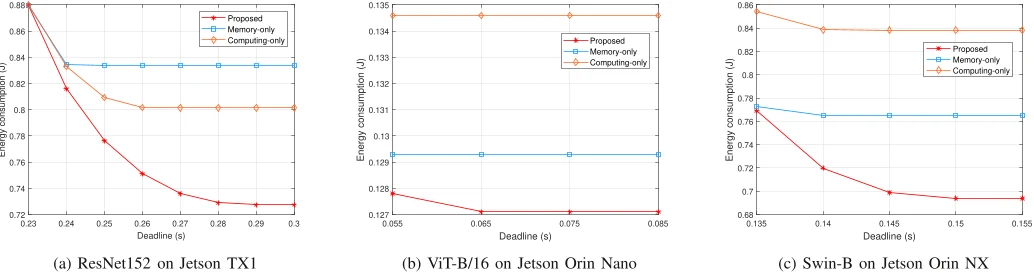 0.88
0.86
0.84
0.82
0.8
0.78
0.76
0.74
0.72
Energy consumption (J)
Proposed
Memory-only
Computing-only
0.23 0.24 0.25 0.26 0.27 0.28 0.29 0.3
Deadline (s)
(a) ResNet152 on Jetson TX1
0.135
0.134
0.133
0.132
0.131
0.13
0.129
0.128
0.127
Energy consumption (J)
Proposed
Memory-only
Computing-only
0.055 0.065 0.075 0.085
Deadline (s)
(b) ViT-B/16 on Jetson Orin Nano
0.86
0.84
0.82
0.8
0.78
0.76
0.74
0.72
0.7
0.68
Energy consumption (J)
Proposed
Memory-only
Computing-only
0.135 0.14 0.145 0.15 0.155
Deadline (s)
(c) Swin-B on Jetson Orin NX